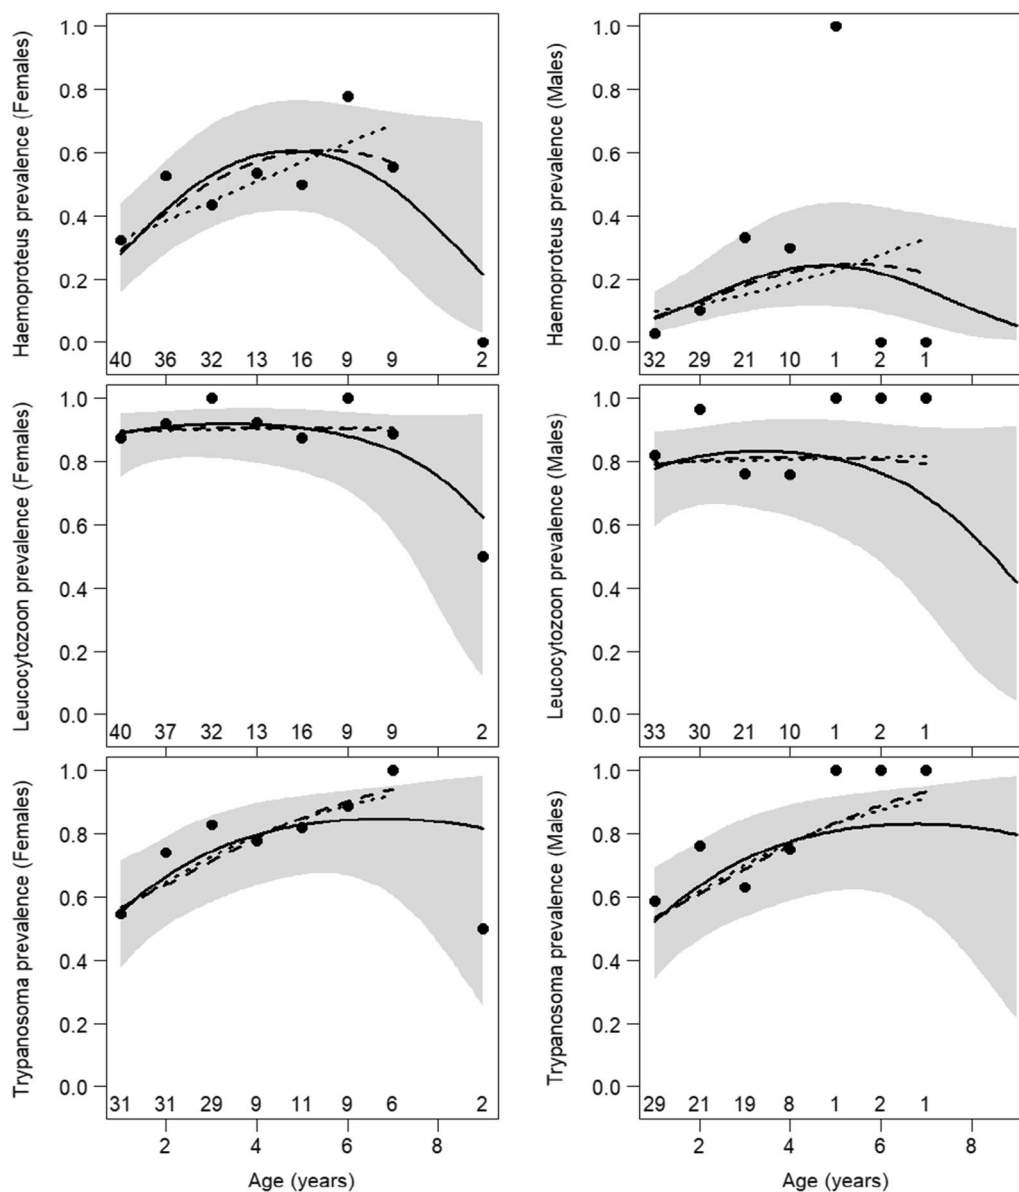 Haemoproteus prevalence (Females)
1.0
0.8
0.6
0.4
0.2
0.0
40 36 32 13 16 9 9 2
Haemoproteus prevalence (Males)
1.0
0.8
0.6
0.4
0.2
0.0
32 29 21 10 1 2 1
Leucocytozoon prevalence (Females)
1.0
0.8
0.6
0.4
0.2
0.0
40 37 32 13 16 9 9 2
Leucocytozoon prevalence (Males)
1.0
0.8
0.6
0.4
0.2
0.0
33 30 21 10 1 2 1
Trypanosoma prevalence (Females)
1.0
0.8
0.6
0.4
0.2
0.0
31 31 29 9 11 9 6 2
2 4 6 8
Age (years)
Trypanosoma prevalence (Males)
1.0
0.8
0.6
0.4
0.2
0.0
29 21 19 8 1 2 1
2 4 6 8
Age (years)